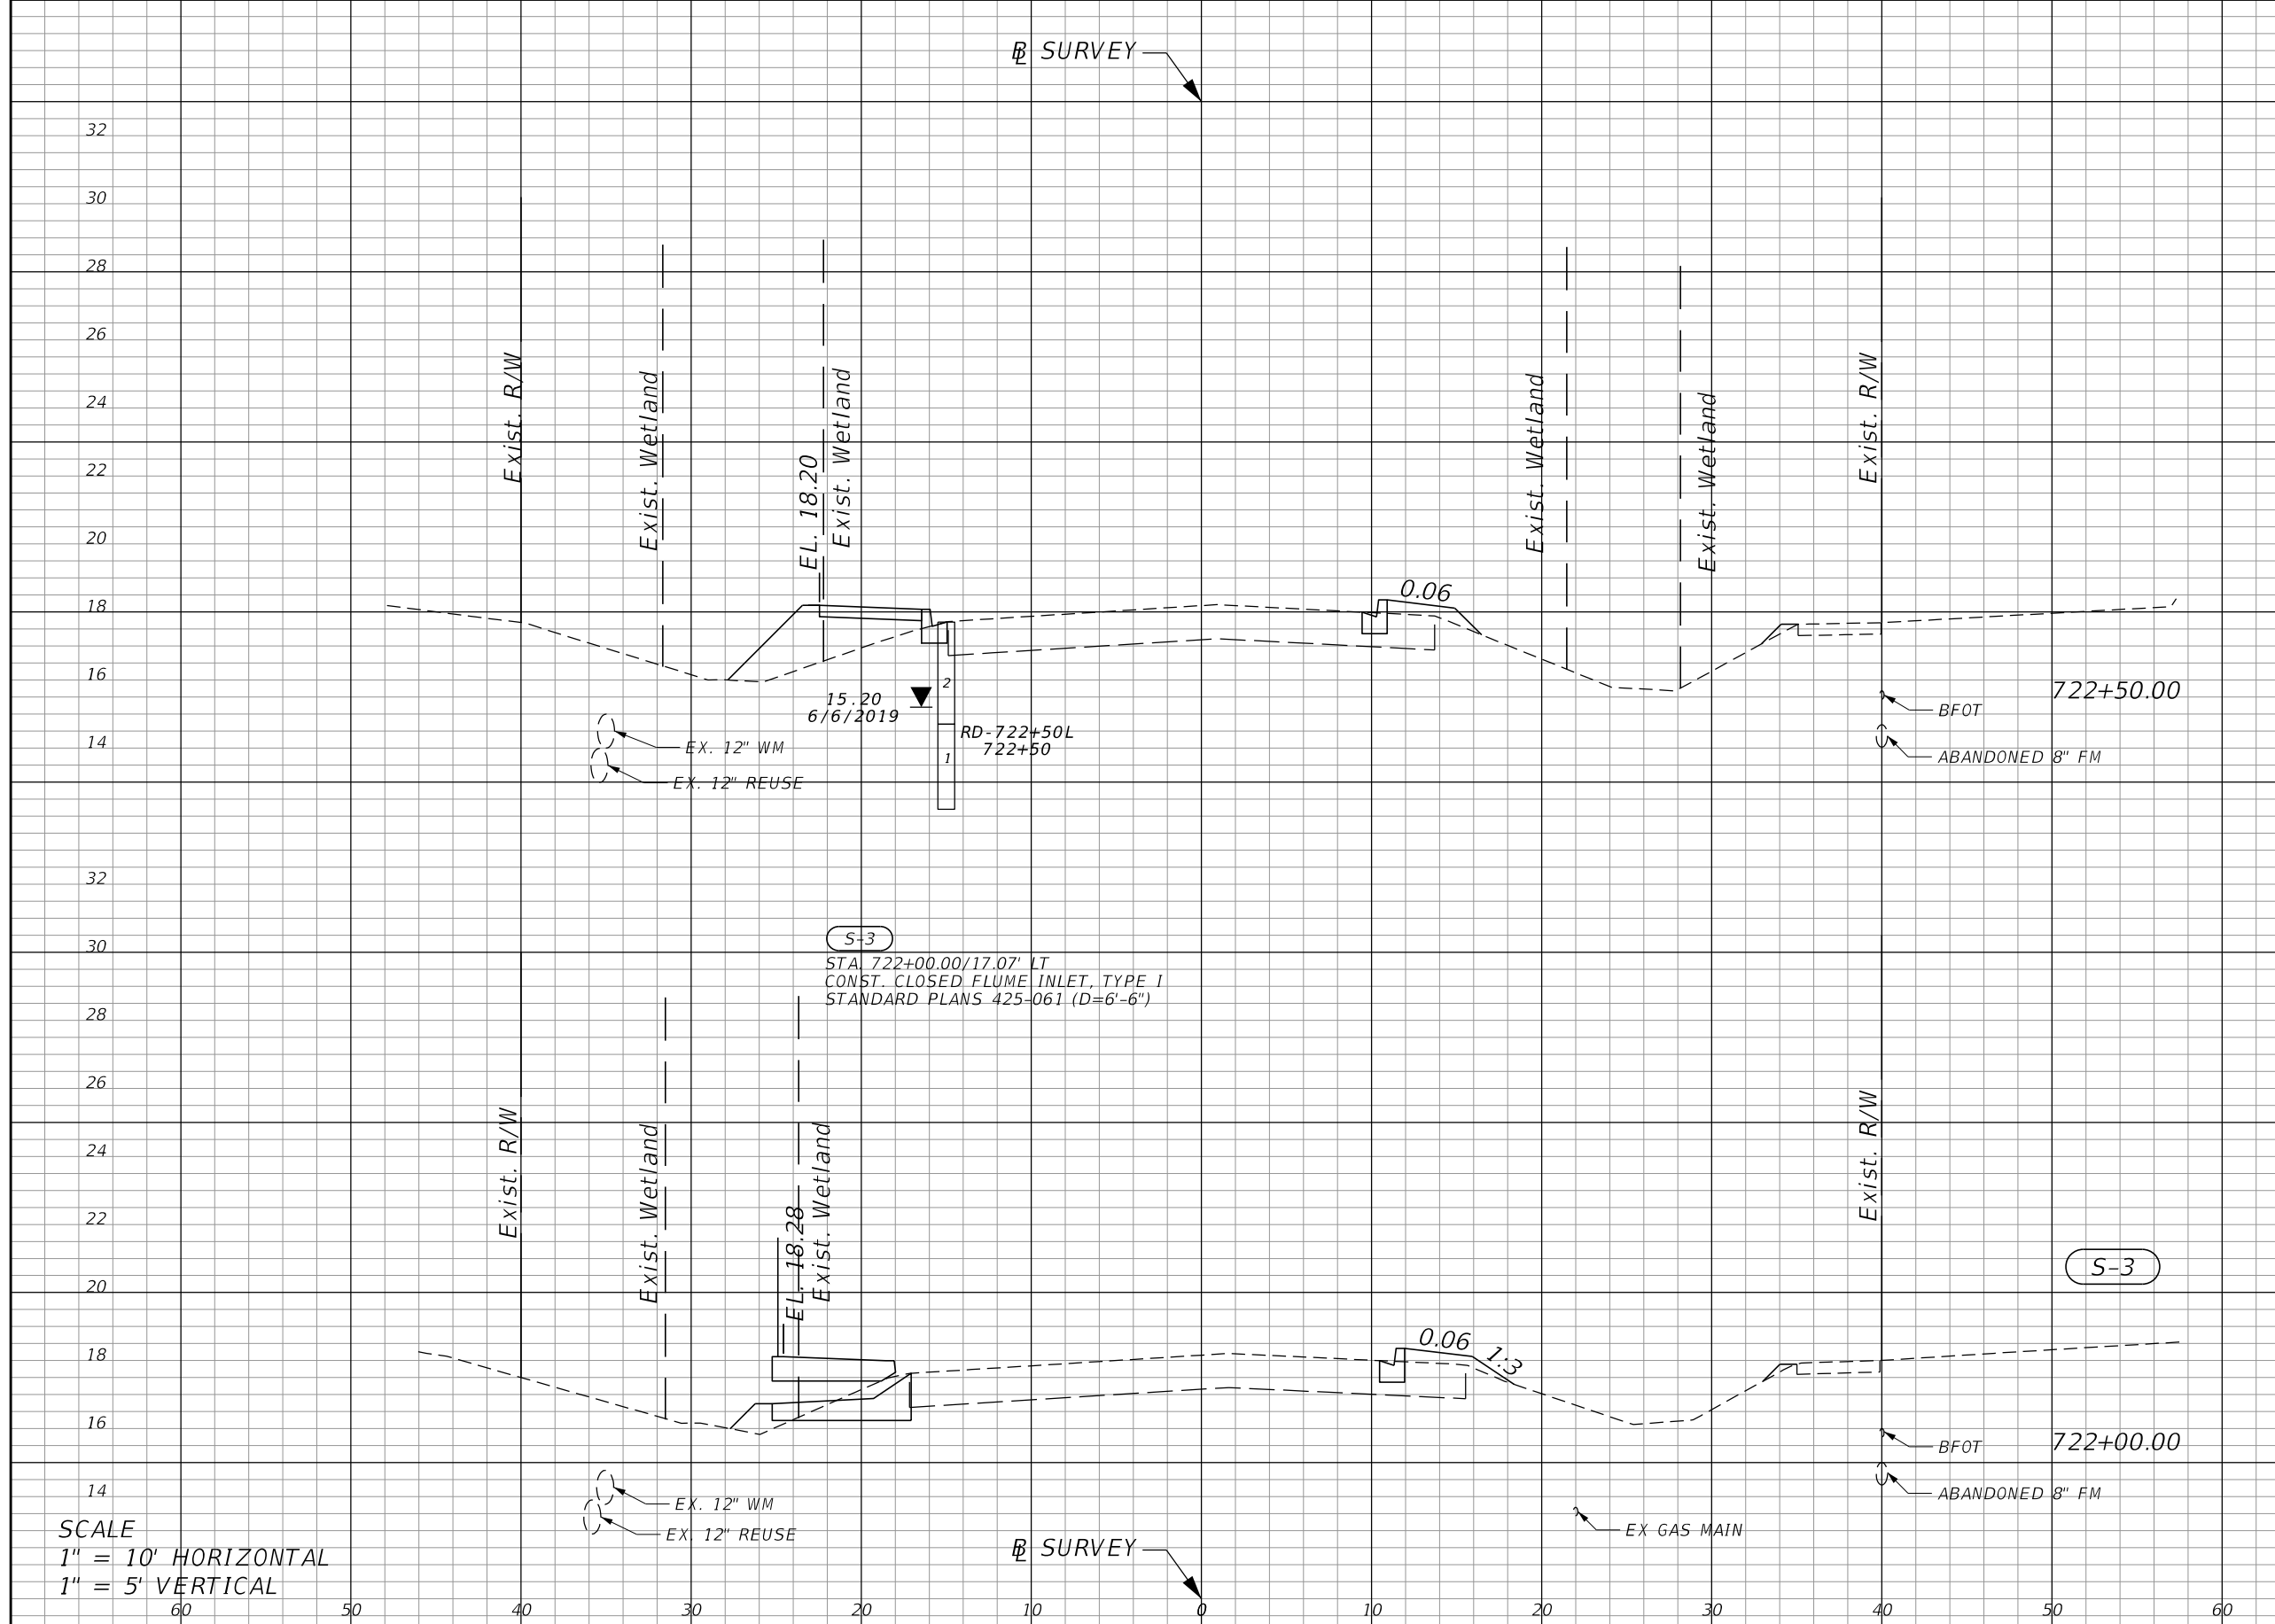 BL SURVEY
32
30
28
26
24
22
20
18
16
14
Exist. R/W
Exist. Wetland
EL. 18.20
Exist. Wetland
Exist. Wetland
Exist. Wetland
Exist. R/W
0.06
15.20
6/6/2019
2
1
RD-722+50L
722+50
EX. 12" WM
EX. 12" REUSE
722+50.00
BFOT
ABANDONED 8" FM
32
30
28
26
24
22
20
18
16
14
S-3
STA. 722+00.00/17.07' LT
CONST. CLOSED FLUME INLET, TYPE I
STANDARD PLANS 425-061 (D=6'-6")
Exist. R/W
Exist. Wetland
EL. 18.28
Exist. Wetland
Exist. R/W
S-3
0.06
1:3
722+00.00
BFOT
ABANDONED 8" FM
EX. 12" WM
EX. 12" REUSE
EX GAS MAIN
BL SURVEY
SCALE
1" = 10' HORIZONTAL
1" = 5' VERTICAL
60 50 40 30 20 10 0 10 20 30 40 50 60